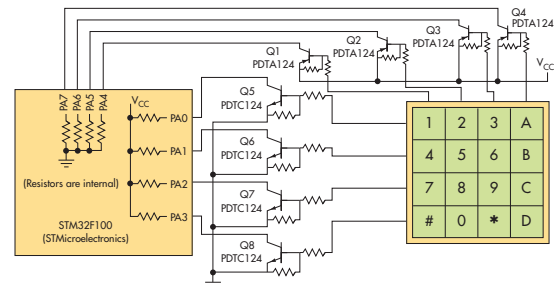 Q4
PDTA124
Q3
PDTA124
Q2
PDTA124
Q1
PDTA124
VCC
PA7
PA6
PA5
PA4
VCC
PA0
PA1
PA2
PA3
(Resistors are internal)
STM32F100
(STMicroelectronics)
Q5
PDTC124
Q6
PDTC124
Q7
PDTC124
Q8
PDTC124
1 2 3 A
4 5 6 B
7 8 9 C
# 0 * D